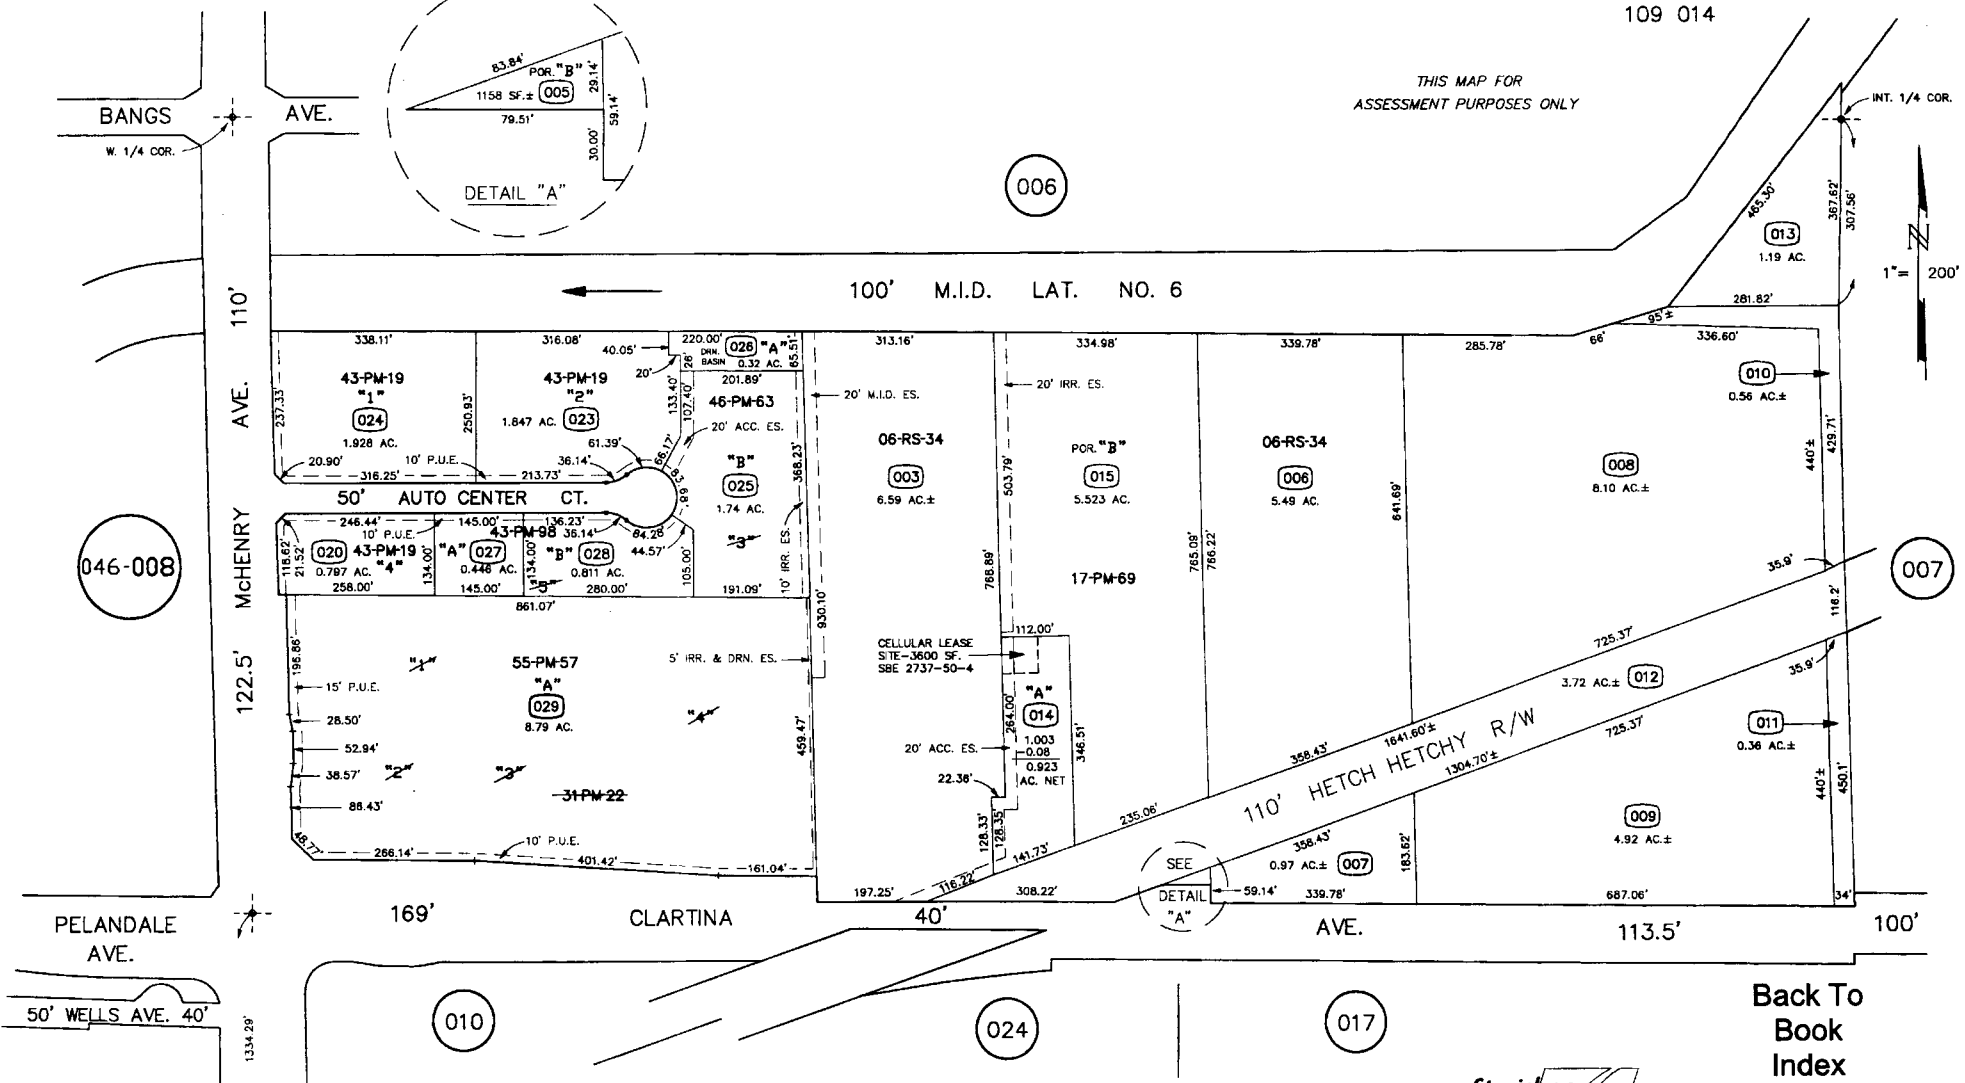 109 014
THIS MAP FOR
ASSESSMENT PURPOSES ONLY
83.84'
POR. "B"
1158 SF.± 005
79.51'
29.14'
59.14'
30.00'
DETAIL "A"
BANGS AVE.
W. 1/4 COR.
INT. 1/4 COR.
006
465.30'
367.62'
307.56'
013
1.19 AC.
281.82'
N
1"= 200'
100' M.I.D. LAT. NO. 6
95'±
66'
336.60'
110'
McHENRY AVE.
122.5'
338.11'
43-PM-19
"1"
024
1.928 AC.
237.33'
250.93'
20.90'
316.25'
10' P.U.E.
316.08'
43-PM-19
"2"
1.847 AC. 023
61.39'
36.14'
213.73'
40.05'
20'
26'
220.00'
DRN. BASIN
026 "A"
0.32 AC.
65.51'
201.89'
133.40'
107.40'
46-PM-63
20' ACC. ES.
66.17'
83.68'
"B"
025
1.74 AC.
"3"
368.23'
10' IRR. ES.
191.09'
50' AUTO CENTER CT.
246.44'
10' P.U.E.
145.00'
136.23'
43-PM-98
36.14'
84.28'
44.57'
105.00'
118.62'
21.52'
020 43-PM-19
0.797 AC. "4"
134.00'
258.00'
"A" 027
0.446 AC.
134.00'
145.00'
"B" 028
0.811 AC.
"5"
280.00'
861.07'
046-008
196.86'
"1"
55-PM-57
"A"
029
8.79 AC.
5' IRR. & DRN. ES.
15' P.U.E.
28.50'
52.94'
38.57'
86.43'
"2"
"3"
"4"
31-PM-22
459.47'
48.77'
266.14'
10' P.U.E.
401.42'
161.04'
313.16'
20' M.I.D. ES.
06-RS-34
003
6.59 AC.±
930.10'
768.89'
503.79'
CELLULAR LEASE
SITE-3600 SF.
SBE 2737-50-4
20' ACC. ES.
22.36'
128.33'
128.35'
197.25'
116.22'
141.73'
334.98'
20' IRR. ES.
POR. "B"
015
5.523 AC.
17-PM-69
112.00'
"A"
014
1.003
-0.08
0.923
AC. NET
264.00'
346.51'
235.06'
308.22'
765.09'
766.22'
339.78'
06-RS-34
006
5.49 AC.
641.69'
358.43'
285.78'
008
8.10 AC.±
010
0.56 AC.±
440'±
429.71'
35.9'
116.2'
007
725.37'
3.72 AC.± 012
1641.60'±
110' HETCH HETCHY R/W
1304.70'±
725.37'
35.9'
011
0.36 AC.±
440'±
450.1'
009
4.92 AC.±
687.06'
34'
358.43'
0.97 AC.± 007
183.62'
59.14'
339.78'
SEE
DETAIL
"A"
PELANDALE
AVE.
169' CLARTINA 40' AVE. 113.5' 100'
50' WELLS AVE. 40'
1334.29'
010
024
017
Back To
Book
Index